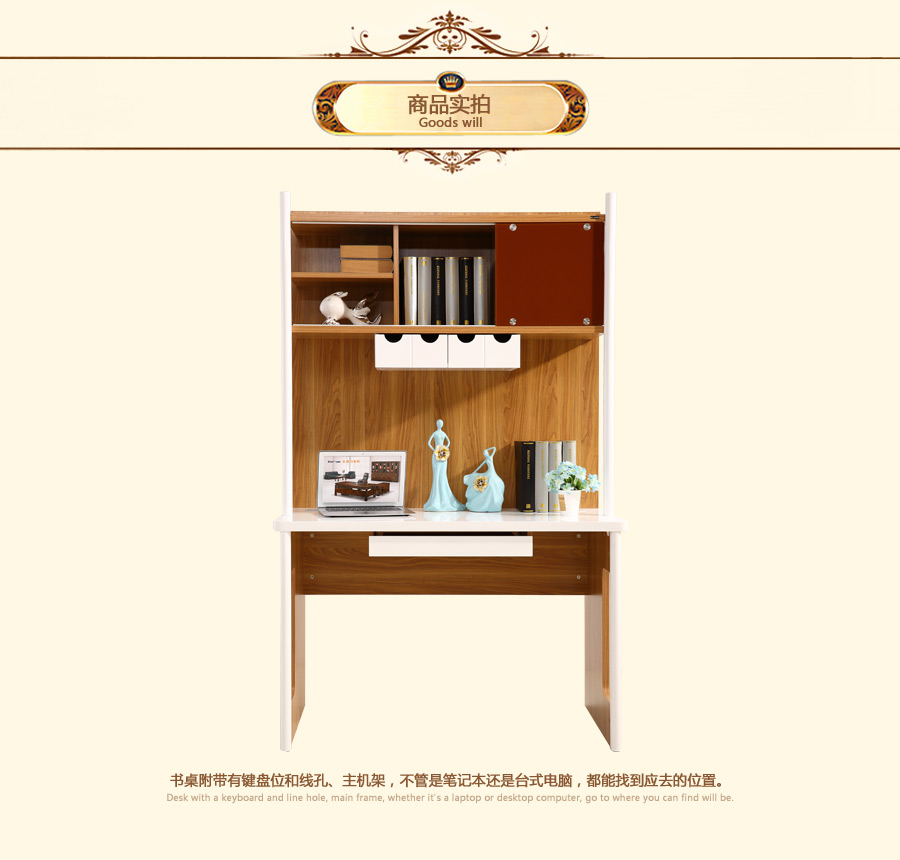 商品实拍
Goods will
书桌附带有键盘位和线孔、主机架，不管是笔记本还是台式电脑，都能找到应去的位置。
Desk with a keyboard and line hole, main frame, whether it's a laptop or desktop computer, go to where you can find will be.